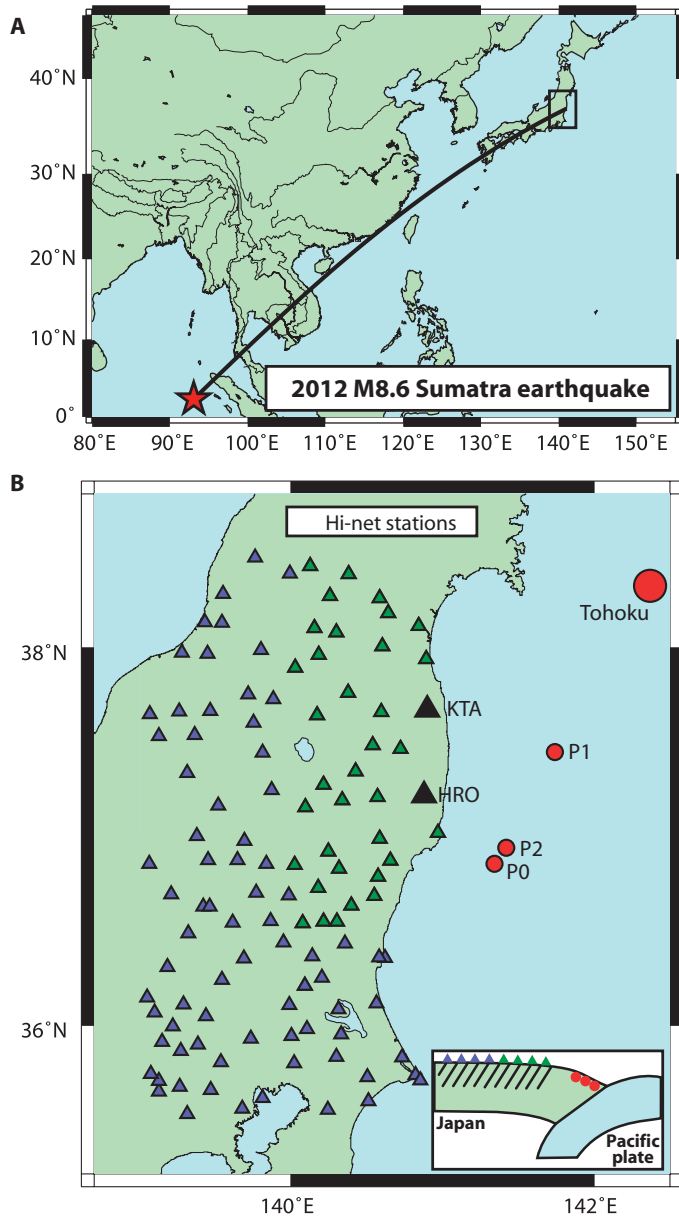 A
40˚N
30˚N
20˚N
10˚N
0˚
2012 M8.6 Sumatra earthquake
80˚E 90˚E 100˚E 110˚E 120˚E 130˚E 140˚E 150˚E
B
Hi-net stations
Tohoku
38˚N
KTA
P1
HRO
P2
P0
36˚N
Japan
Pacific
plate
140˚E 142˚E